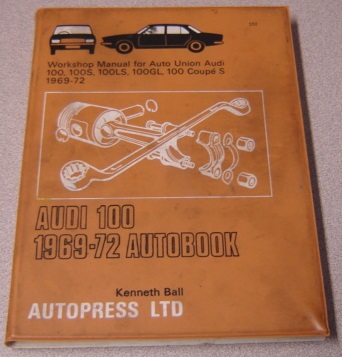 Workshop Manual for Auto Union Audi
100, 100S, 100LS, 100GL, 100 Coupé S
1969-72
AUDI 100
1969-72 AUTOBOOK
Kenneth Ball
AUTOPRESS LTD